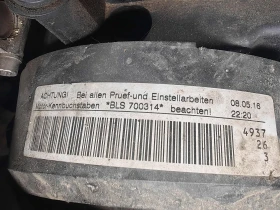 ACHTUNG! Bei allen Pruef-und Einstellarbeiten 08.05.16
Motor-Kennbuchstaben *BLS 700314* beachten! 22:20
4937
26
3